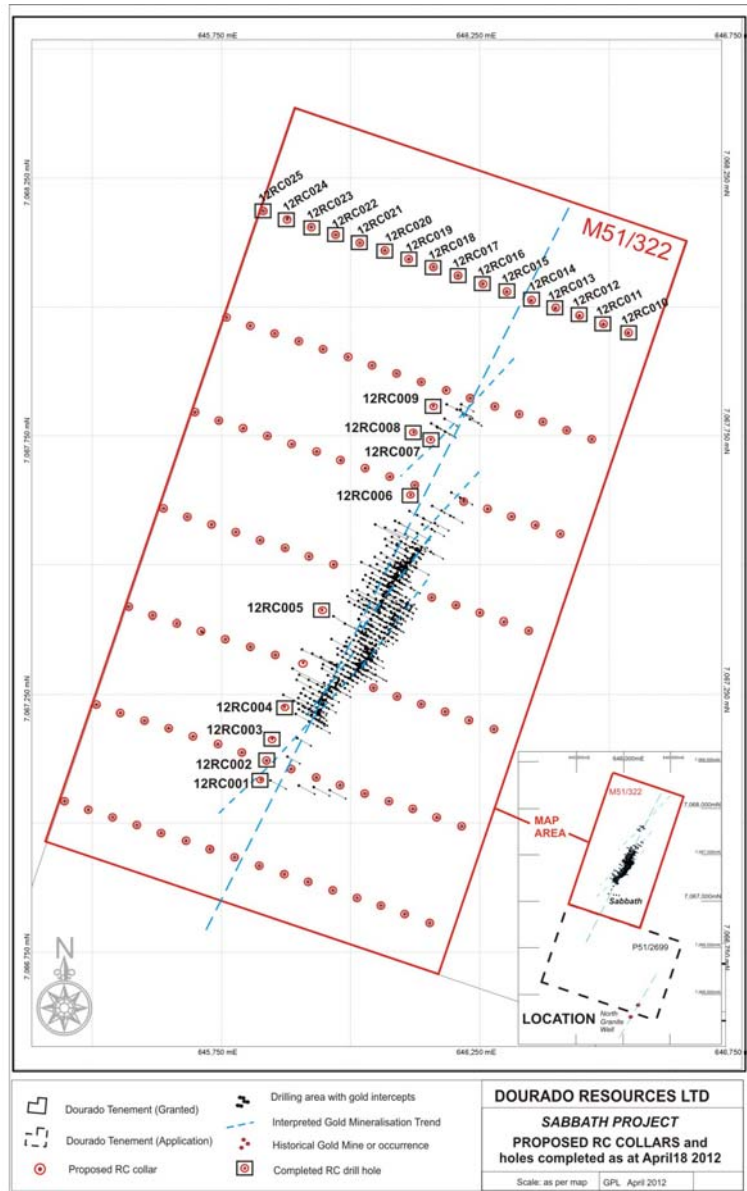 645,750 mE
646,250 mE
646,750 mE
7,068,250 mN
7,068,250 mN
M51/322
12RC025
12RC024
12RC023
12RC022
12RC021
12RC020
12RC019
12RC018
12RC017
12RC016
12RC015
12RC014
12RC013
12RC012
12RC011
12RC010
12RC009
12RC008
12RC007
7,067,750 mN
7,067,750 mN
12RC006
12RC005
7,067,250 mN
7,067,250 mN
12RC004
12RC003
12RC002
12RC001
MAP
AREA
M51/322
Sabbath
P51/2699
North
Granite
Well
LOCATION
7,066,750 mN
7,066,750 mN
N
645,750 mE
646,250 mE
646,750 mE
Dourado Tenement (Granted)
Dourado Tenement (Application)
Proposed RC collar
Drilling area with gold intercepts
Interpreted Gold Mineralisation Trend
Historical Gold Mine or occurrence
Completed RC drill hole
DOURADO RESOURCES LTD
SABBATH PROJECT
PROPOSED RC COLLARS and
holes completed as at April18 2012
Scale: as per map
GPL April 2012